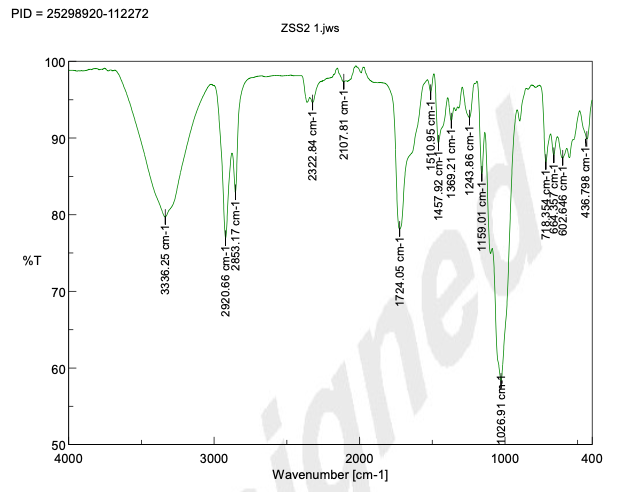 PID = 25298920-112272
ZSS2 1.jws
100
90
80
70
60
50
%T
3336.25 cm-1
2920.66 cm-1
2853.17 cm-1
2322.84 cm-1
2107.81 cm-1
1724.05 cm-1
1510.95 cm-1
1457.92 cm-1
1369.21 cm-1
1243.86 cm-1
1159.01 cm-1
1026.91 cm-1
718.354 cm-1
664.357 cm-1
602.646 cm-1
436.798 cm-1
4000 3000 2000 1000 400
Wavenumber [cm-1]
igned